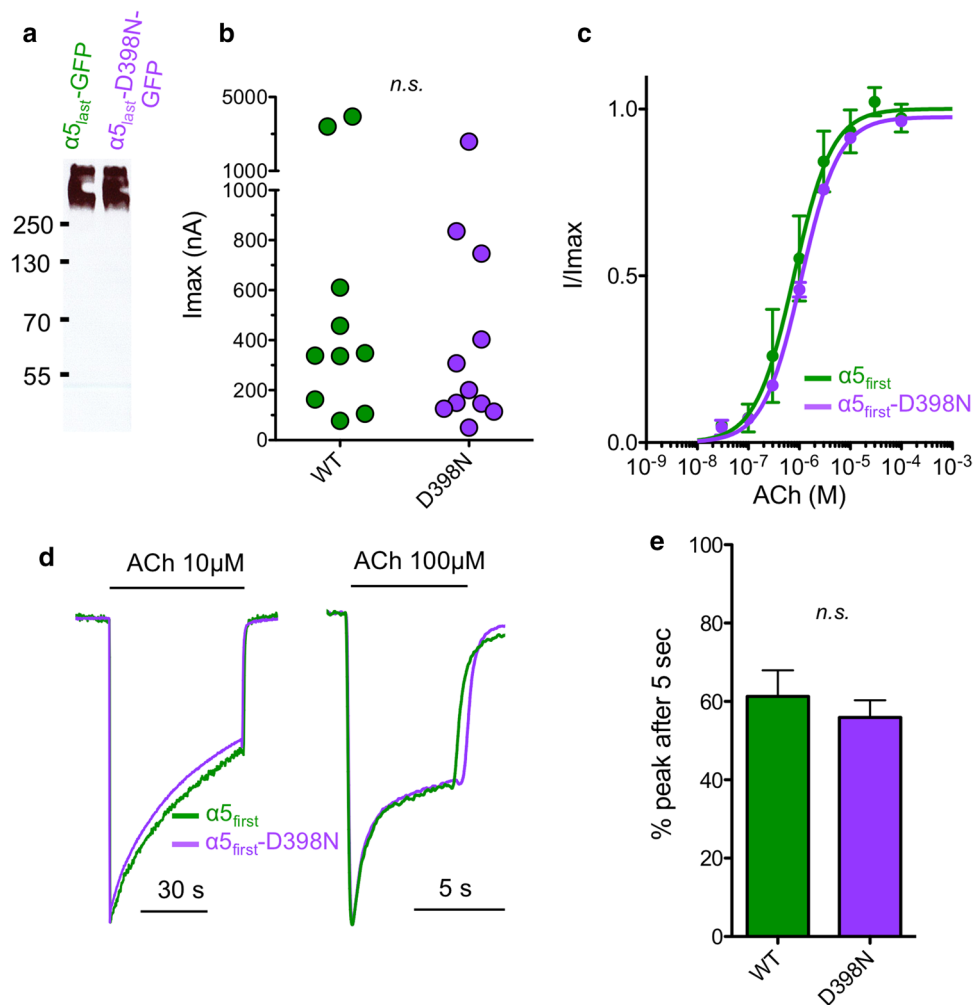 a
α5last-GFP
α5last-D398N-
GFP
250
130
70
55
b
n.s.
5000
1000
1000
800
600
400
200
0
Imax (nA)
WT
D398N
c
1.0
0.5
0.0
I/Imax
α5first
α5first-D398N
10-9
10-8
10-7
10-6
10-5
10-4
10-3
ACh (M)
d
ACh 10µM
ACh 100µM
α5first
α5first-D398N
30 s
5 s
e
100
80
60
40
20
0
% peak after 5 sec
n.s.
WT
D398N